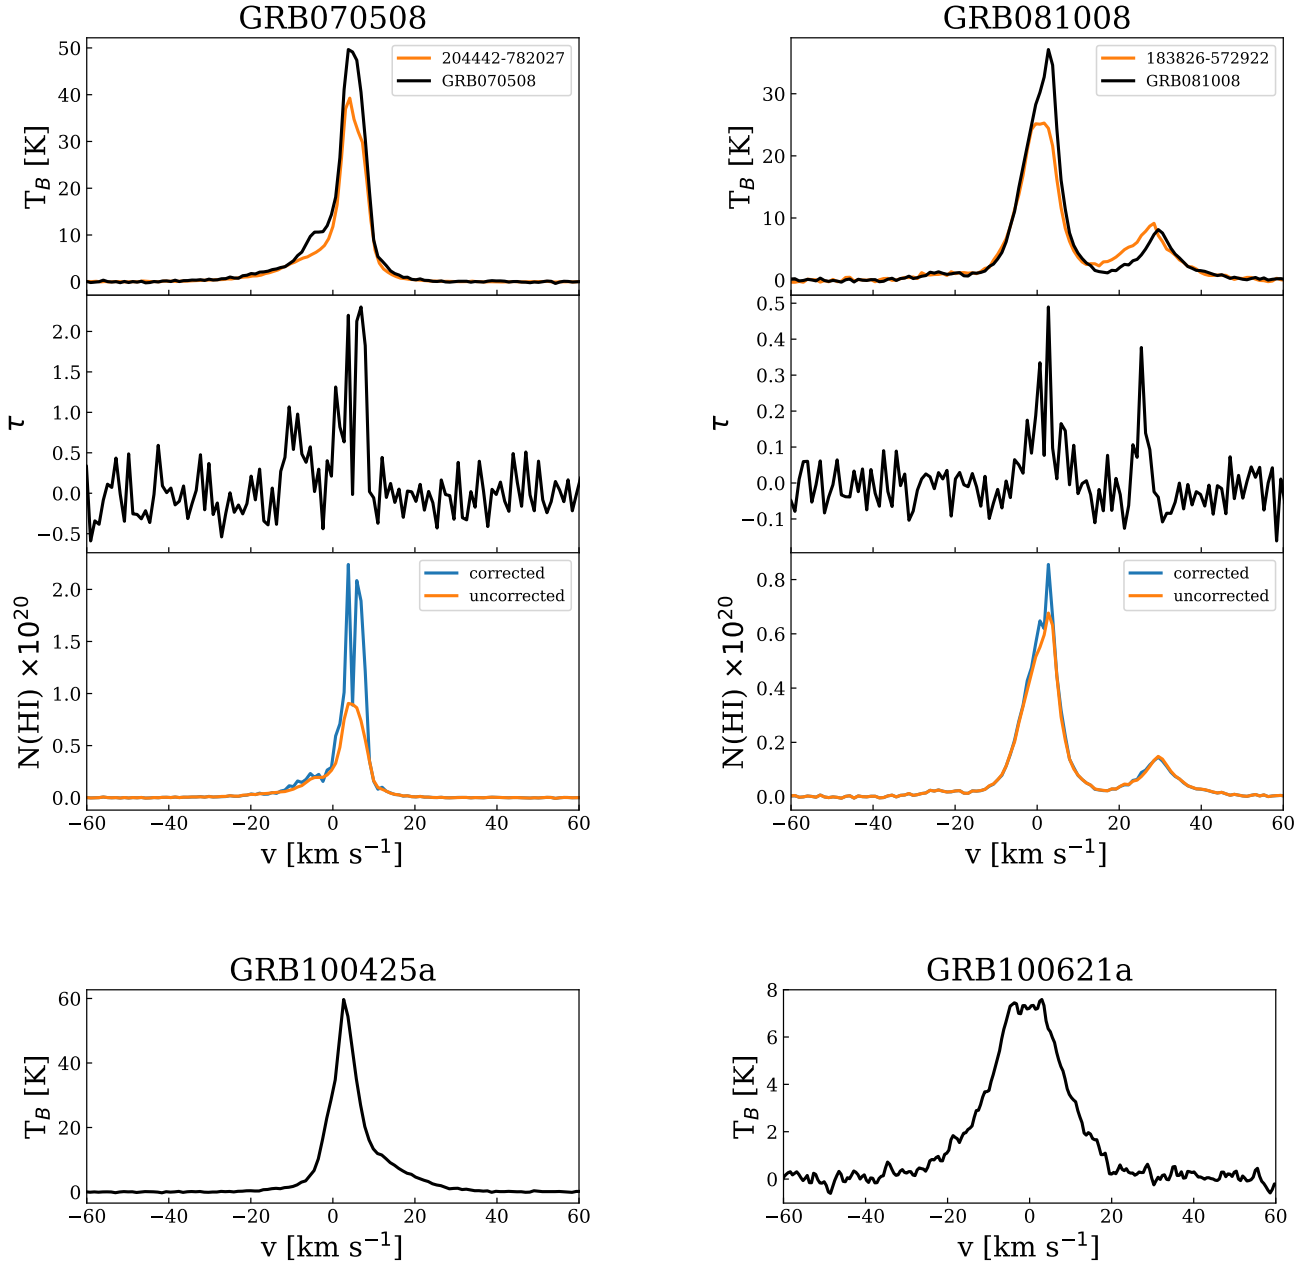 GRB070508
204442-782027
GRB070508
T_B [K]
50
40
30
20
10
0
τ
2.0
1.5
1.0
0.5
0.0
−0.5
corrected
uncorrected
N(HI) ×10²⁰
2.0
1.5
1.0
0.5
0.0
−60 −40 −20 0 20 40 60
v [km s⁻¹]
GRB081008
183826-572922
GRB081008
T_B [K]
30
20
10
0
τ
0.5
0.4
0.3
0.2
0.1
0.0
−0.1
corrected
uncorrected
N(HI) ×10²⁰
0.8
0.6
0.4
0.2
0.0
−60 −40 −20 0 20 40 60
v [km s⁻¹]
GRB100425a
T_B [K]
60
40
20
0
−60 −40 −20 0 20 40 60
v [km s⁻¹]
GRB100621a
T_B [K]
8
6
4
2
0
−60 −40 −20 0 20 40 60
v [km s⁻¹]